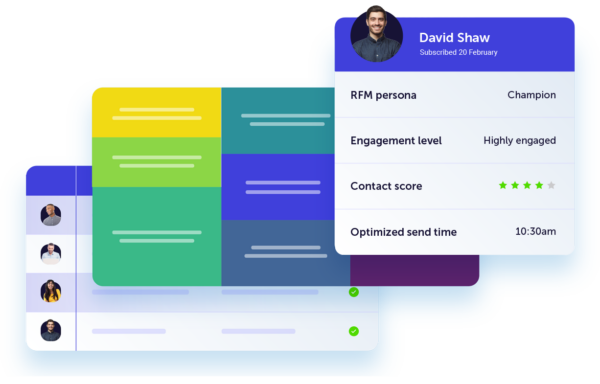 David Shaw
Subscribed 20 February
RFM persona Champion
Engagement level Highly engaged
Contact score
Optimized send time 10:30am